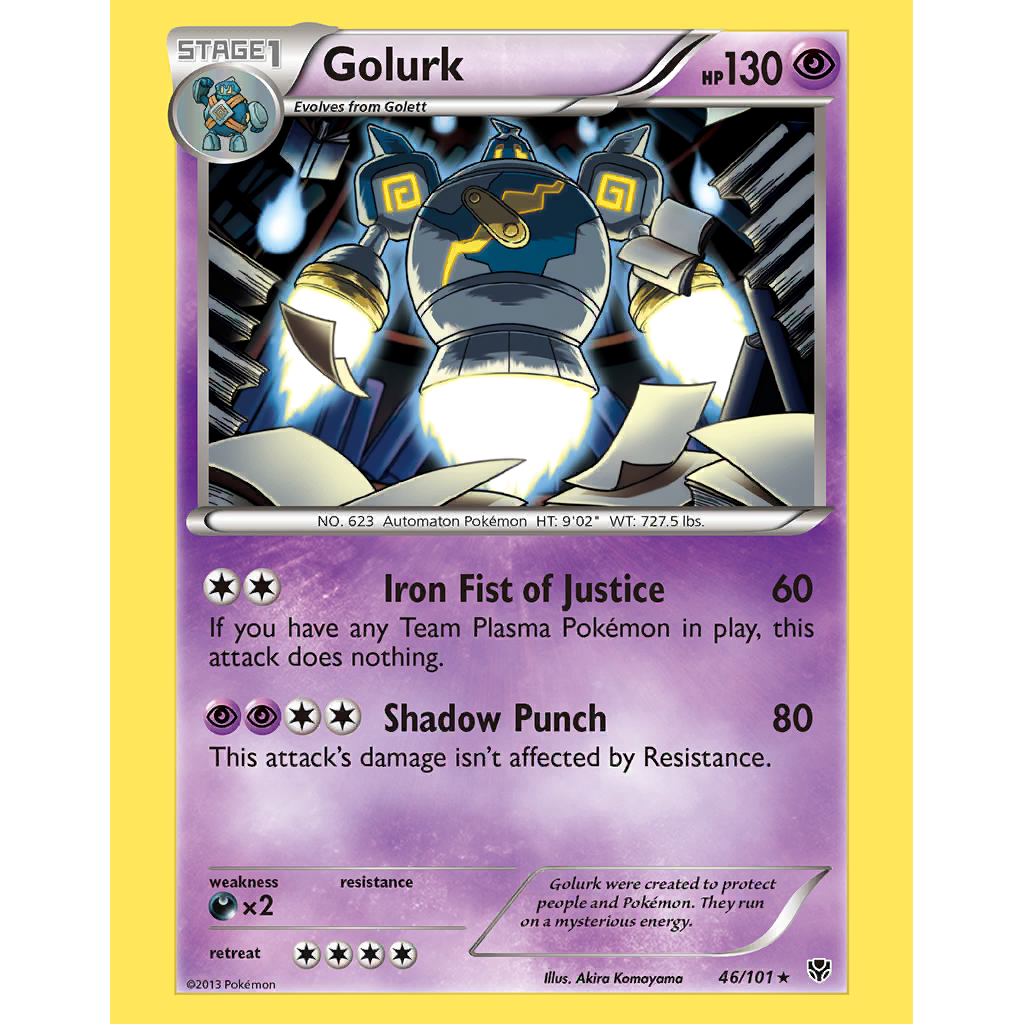 STAGE1
Golurk
HP130
Evolves from Golett
NO. 623 Automaton Pokémon HT: 9'02" WT: 727.5 lbs.
Iron Fist of Justice 60
If you have any Team Plasma Pokémon in play, this
attack does nothing.
Shadow Punch 80
This attack's damage isn't affected by Resistance.
weakness resistance
×2
Golurk were created to protect
people and Pokémon. They run
on a mysterious energy.
retreat
Illus. Akira Komayama 46/101 ★
©2013 Pokémon